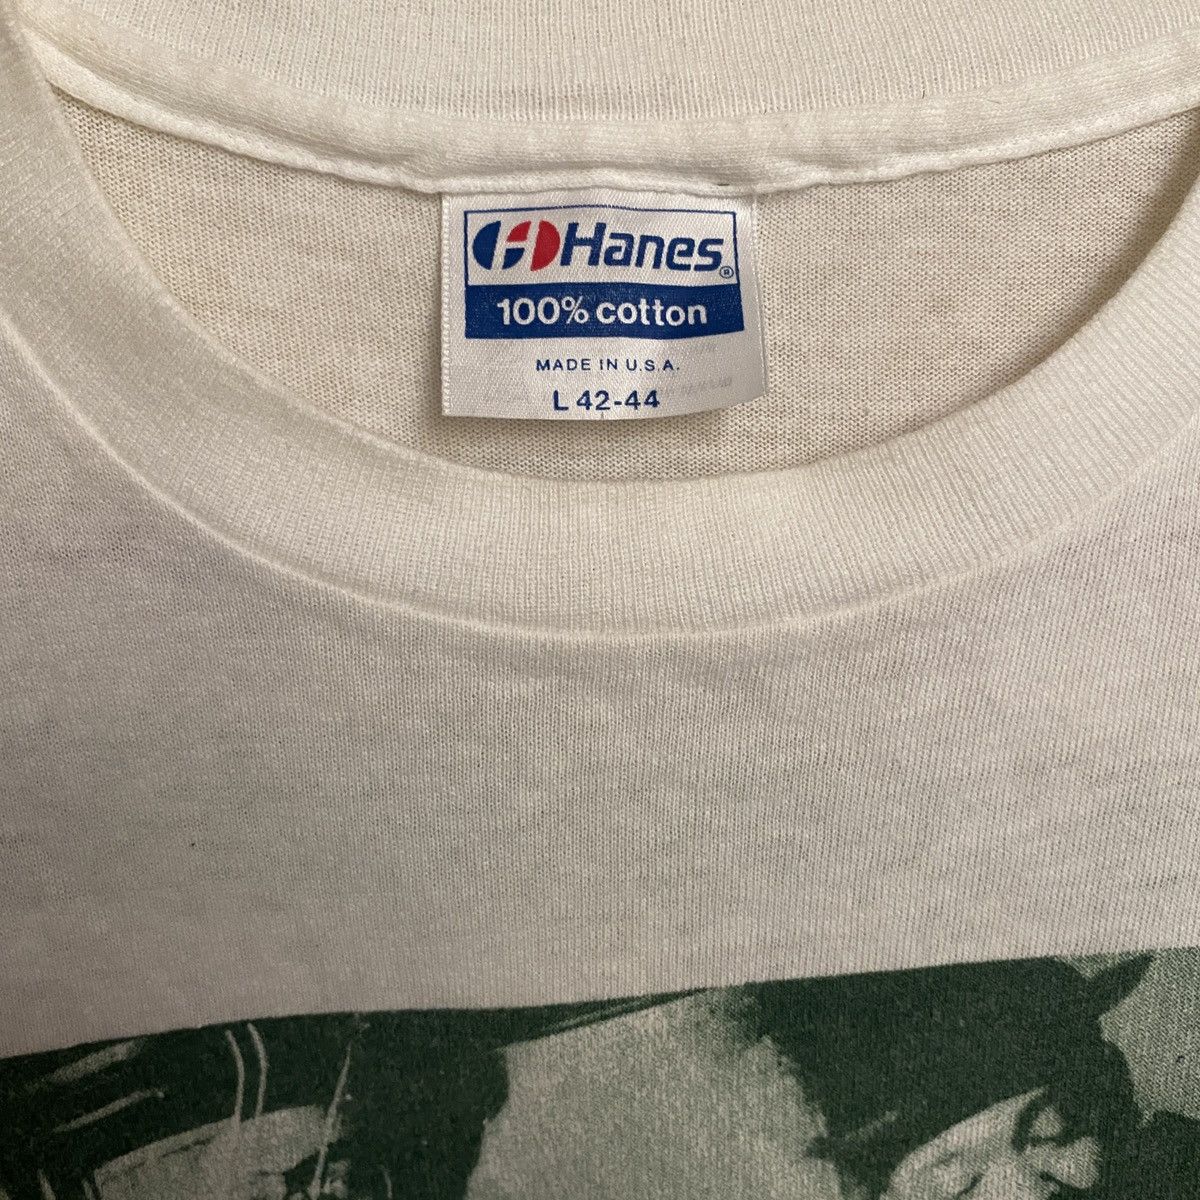 Hanes®
100% cotton
MADE IN U.S.A.
L 42-44